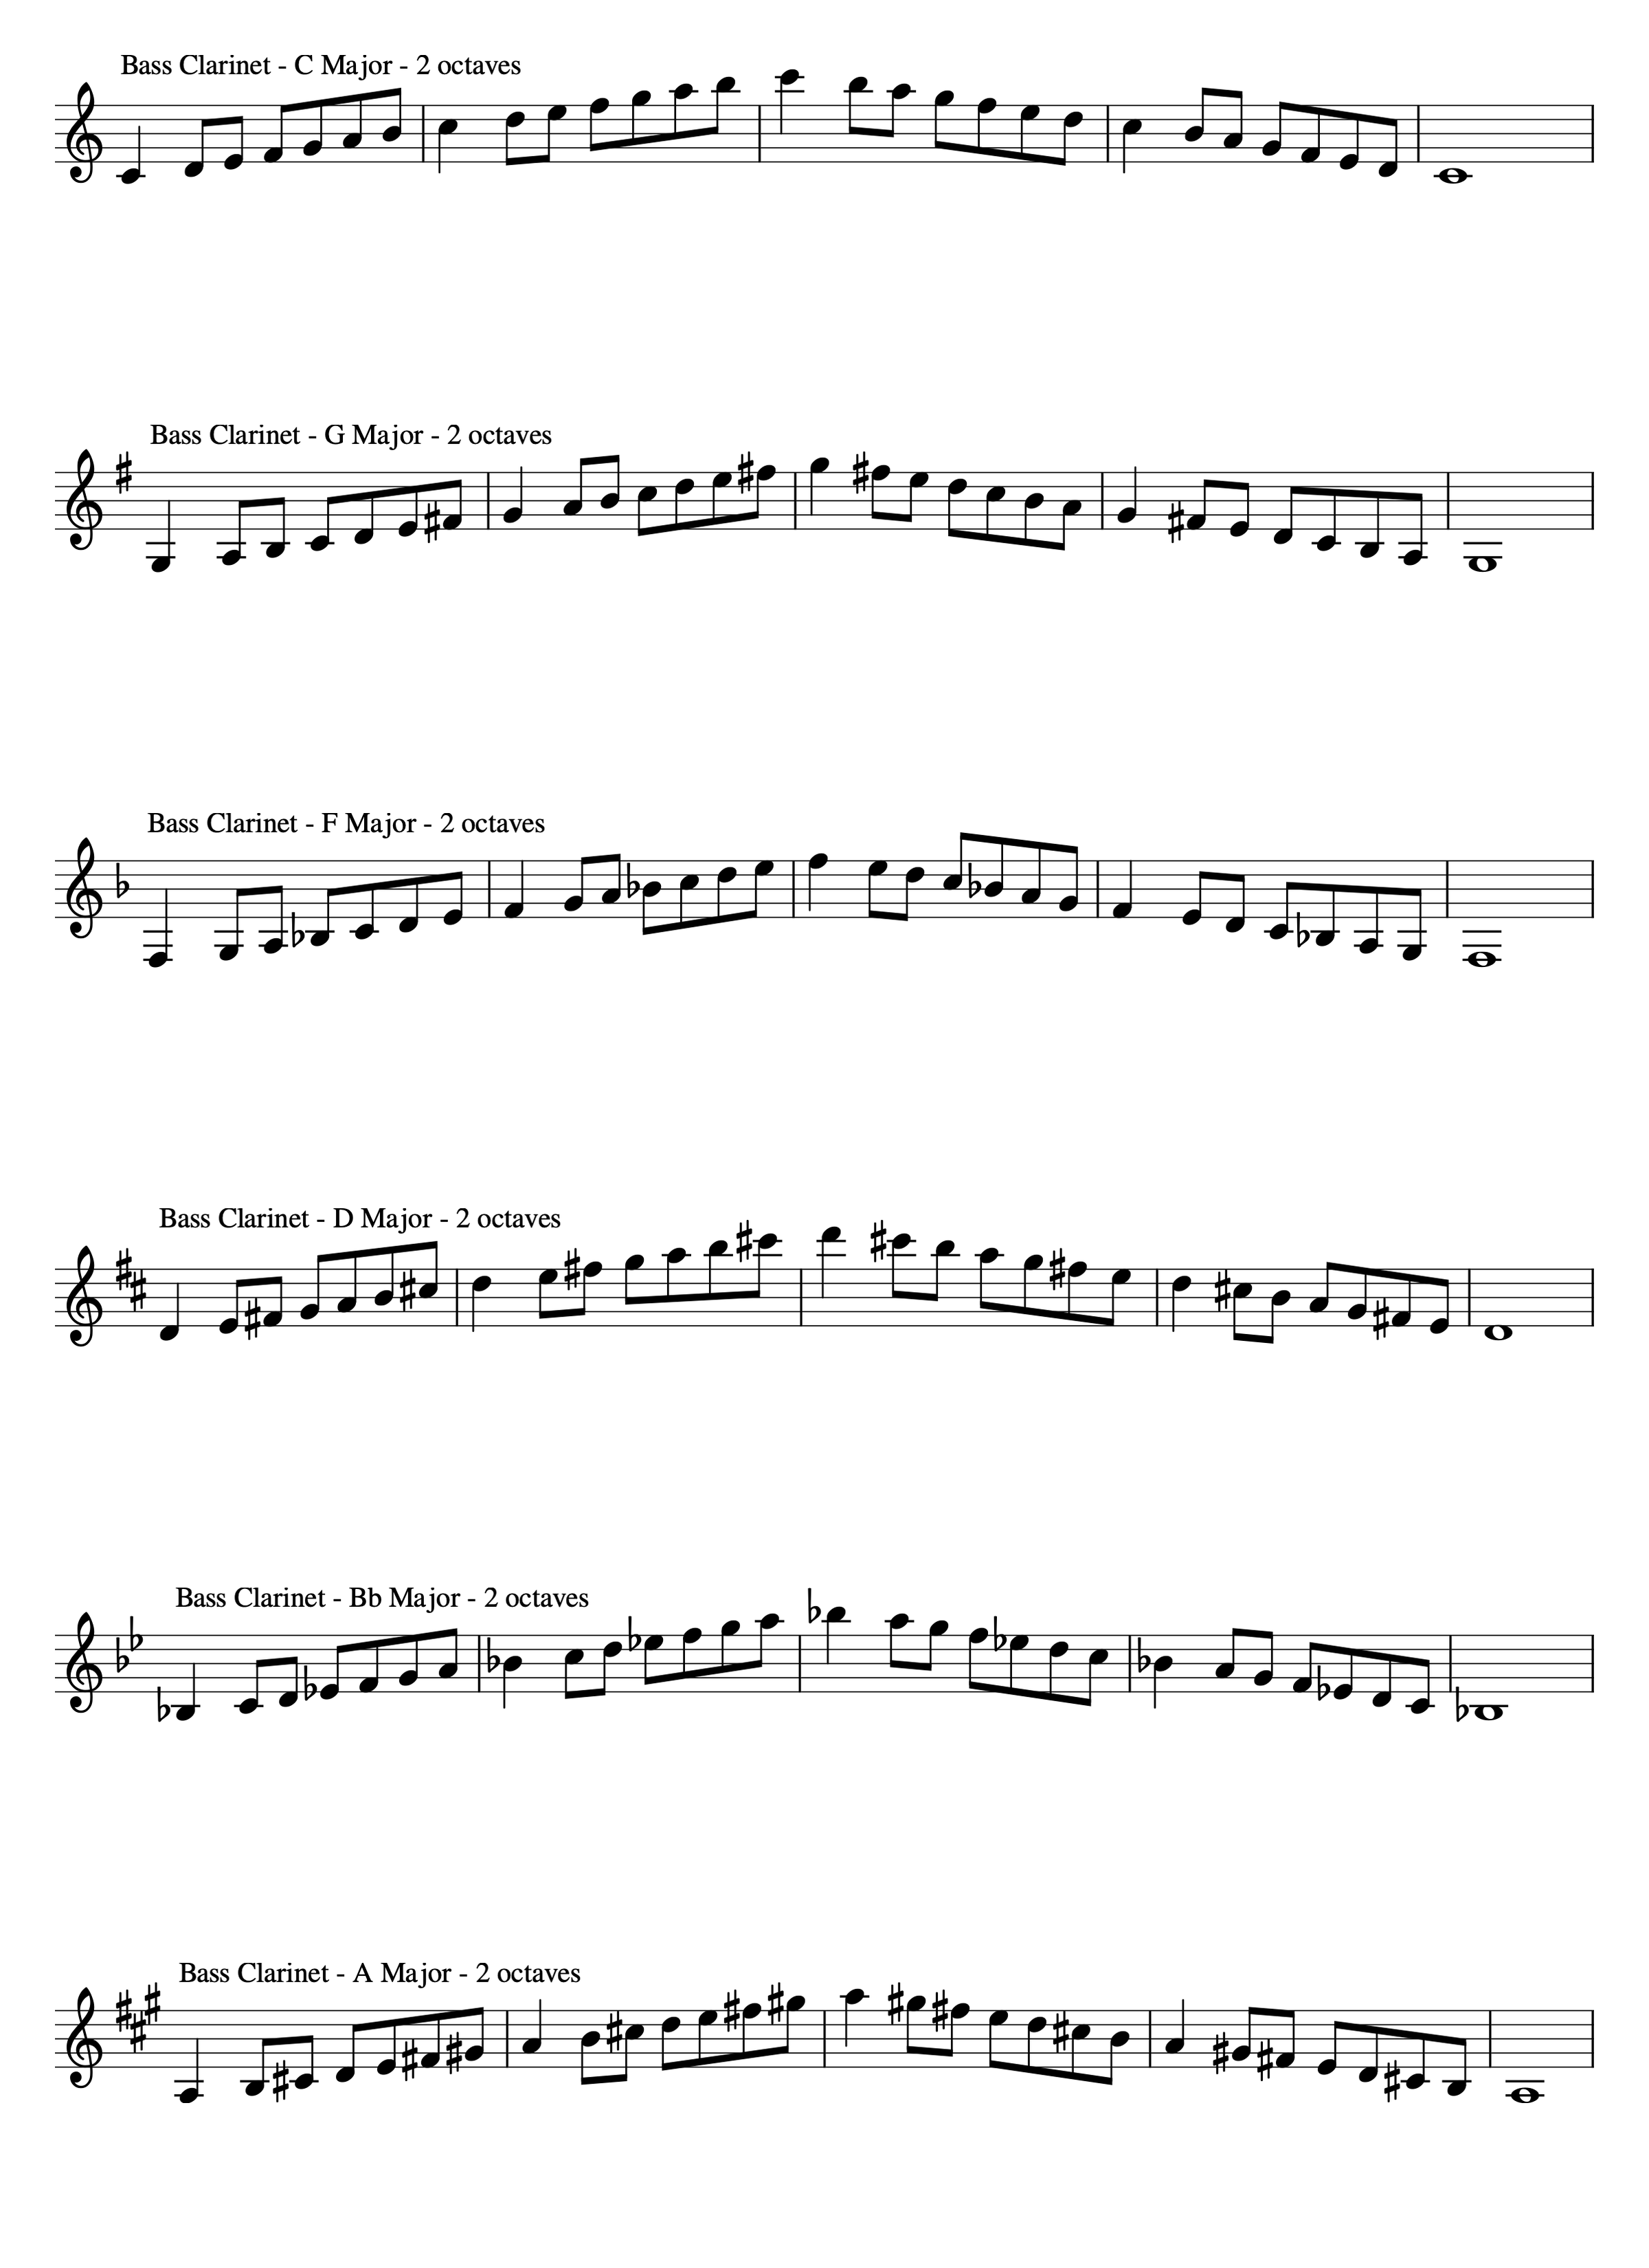 Bass Clarinet - C Major - 2 octaves
Bass Clarinet - G Major - 2 octaves
Bass Clarinet - F Major - 2 octaves
Bass Clarinet - D Major - 2 octaves
Bass Clarinet - Bb Major - 2 octaves
Bass Clarinet - A Major - 2 octaves